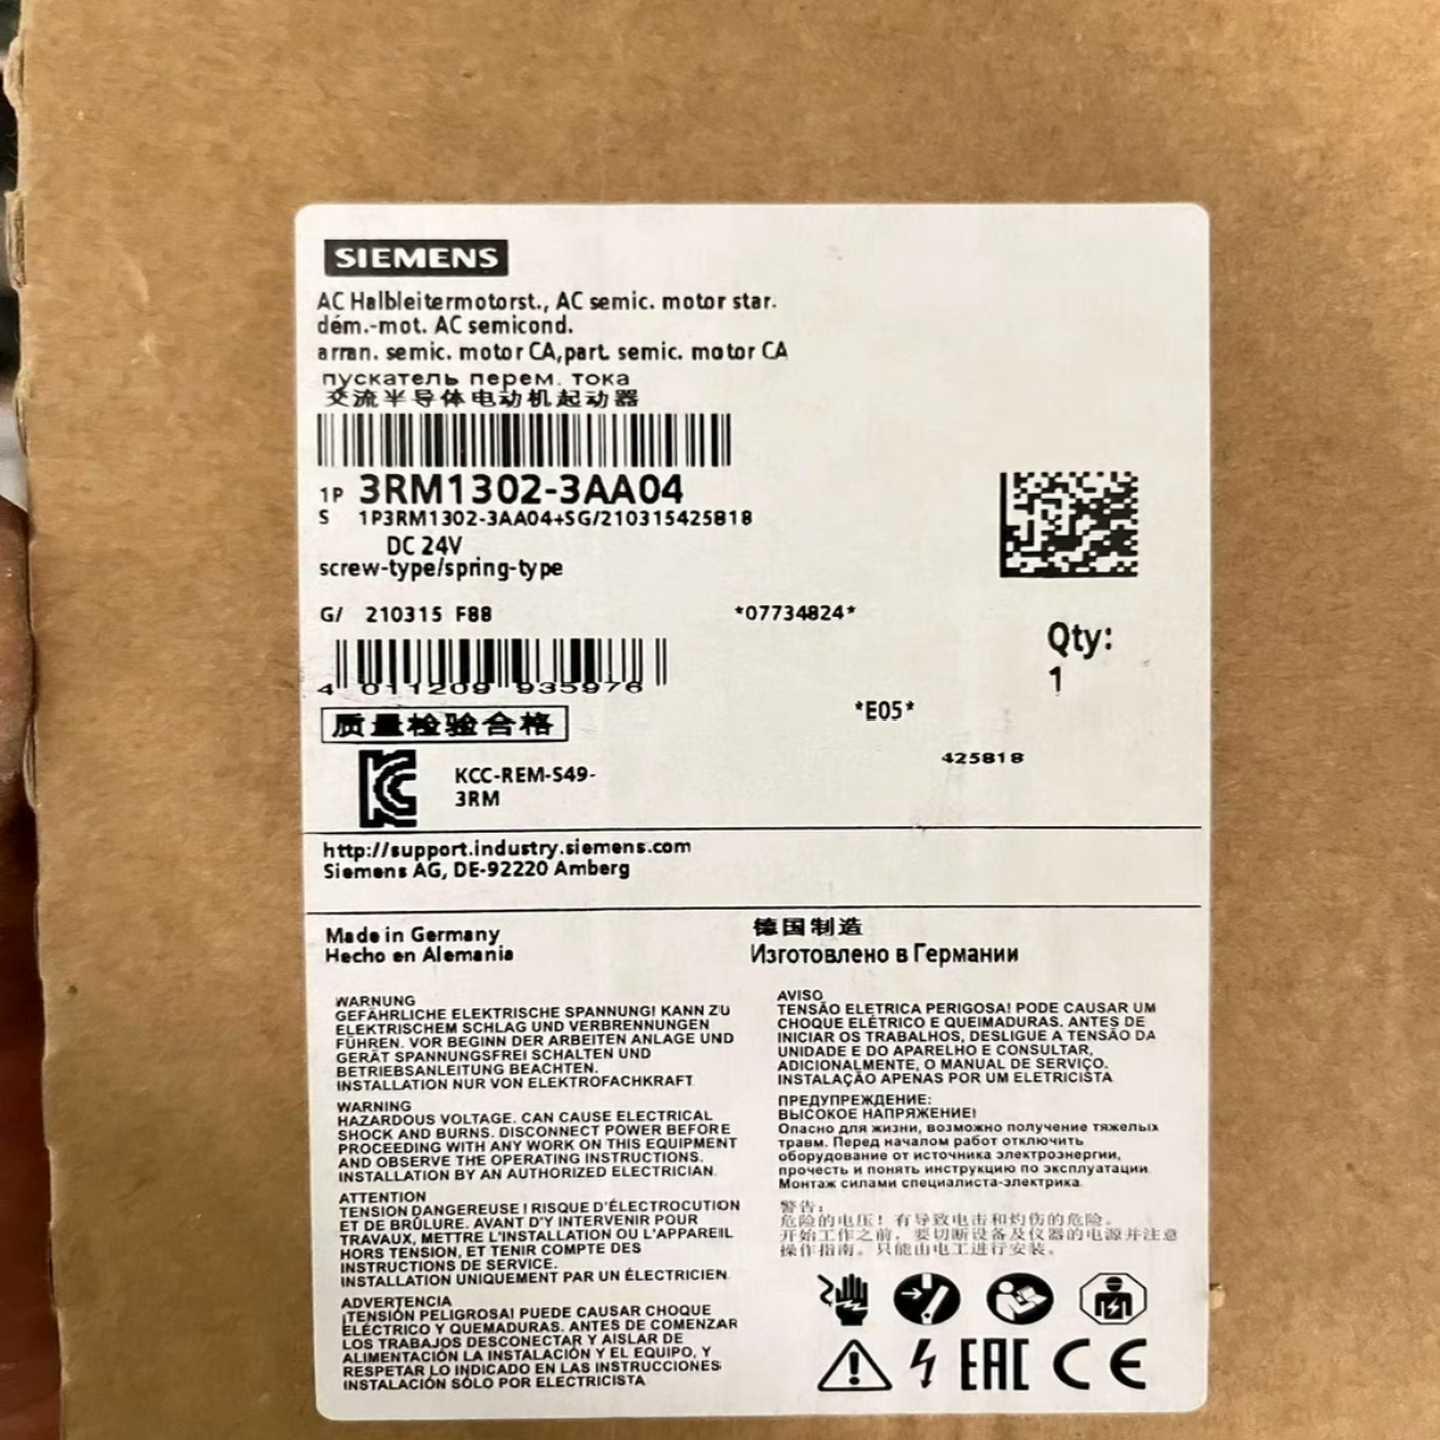 SIEMENS
AC Halbleitermotorst., AC semic. motor star.
dém.-mot. AC semicond.
arran. semic. motor CA,part. semic. motor CA
пускатель перем. тока
交流半导体电动机起动器
1P 3RM1302-3AA04
S 1P3RM1302-3AA04+SG/210315425818
DC 24V
screw-type/spring-type
G/ 210315 F88 *07734824*
Qty:
1
4 011209 935976
*E05*
质量检验合格
425818
KCC-REM-S49-
3RM
http://support.industry.siemens.com
Siemens AG, DE-92220 Amberg
Made in Germany
Hecho en Alemania
德国制造
Изготовлено в Германии
WARNUNG
GEFÄHRLICHE ELEKTRISCHE SPANNUNG! KANN ZU
ELEKTRISCHEM SCHLAG UND VERBRENNUNGEN
FÜHREN. VOR BEGINN DER ARBEITEN ANLAGE UND
GERÄT SPANNUNGSFREI SCHALTEN UND
BETRIEBSANLEITUNG BEACHTEN.
INSTALLATION NUR VON ELEKTROFACHKRAFT
WARNING
HAZARDOUS VOLTAGE. CAN CAUSE ELECTRICAL
SHOCK AND BURNS. DISCONNECT POWER BEFORE
PROCEEDING WITH ANY WORK ON THIS EQUIPMENT
AND OBSERVE THE OPERATING INSTRUCTIONS.
INSTALLATION BY AN AUTHORIZED ELECTRICIAN.
ATTENTION
TENSION DANGEREUSE ! RISQUE D'ÉLECTROCUTION
ET DE BRÛLURE. AVANT D'Y INTERVENIR POUR
TRAVAUX, METTRE L'INSTALLATION OU L'APPAREIL
HORS TENSION, ET TENIR COMPTE DES
INSTRUCTIONS DE SERVICE.
INSTALLATION UNIQUEMENT PAR UN ÉLECTRICIEN.
ADVERTENCIA
¡TENSIÓN PELIGROSA! PUEDE CAUSAR CHOQUE
ELÉCTRICO Y QUEMADURAS. ANTES DE COMENZAR
LOS TRABAJOS DESCONECTAR Y AISLAR DE
ALIMENTACIÓN LA INSTALACIÓN Y EL EQUIPO, Y
RESPETAR LO INDICADO EN LAS INSTRUCCIONES
INSTALACIÓN SÓLO POR ELECTRICISTA
AVISO
TENSÃO ELETRICA PERIGOSA! PODE CAUSAR UM
CHOQUE ELÉTRICO E QUEIMADURAS. ANTES DE
INICIAR OS TRABALHOS, DESLIGUE A TENSÃO DA
UNIDADE E DO APARELHO E CONSULTAR,
ADICIONALMENTE, O MANUAL DE SERVIÇO.
INSTALAÇÃO APENAS POR UM ELETRICISTA
ПРЕДУПРЕЖДЕНИЕ:
ВЫСОКОЕ НАПРЯЖЕНИЕ!
Опасно для жизни, возможно получение тяжелых
травм. Перед началом работ отключить
оборудование от источника электроэнергии,
прочесть и понять инструкцию по эксплуатации
Монтаж силами специалиста-электрика.
警告：
危险的电压！有导致电击和灼伤的危险。
开始工作之前，要切断设备及仪器的电源并注意
操作指南。只能由电工进行安装。
EAC CE